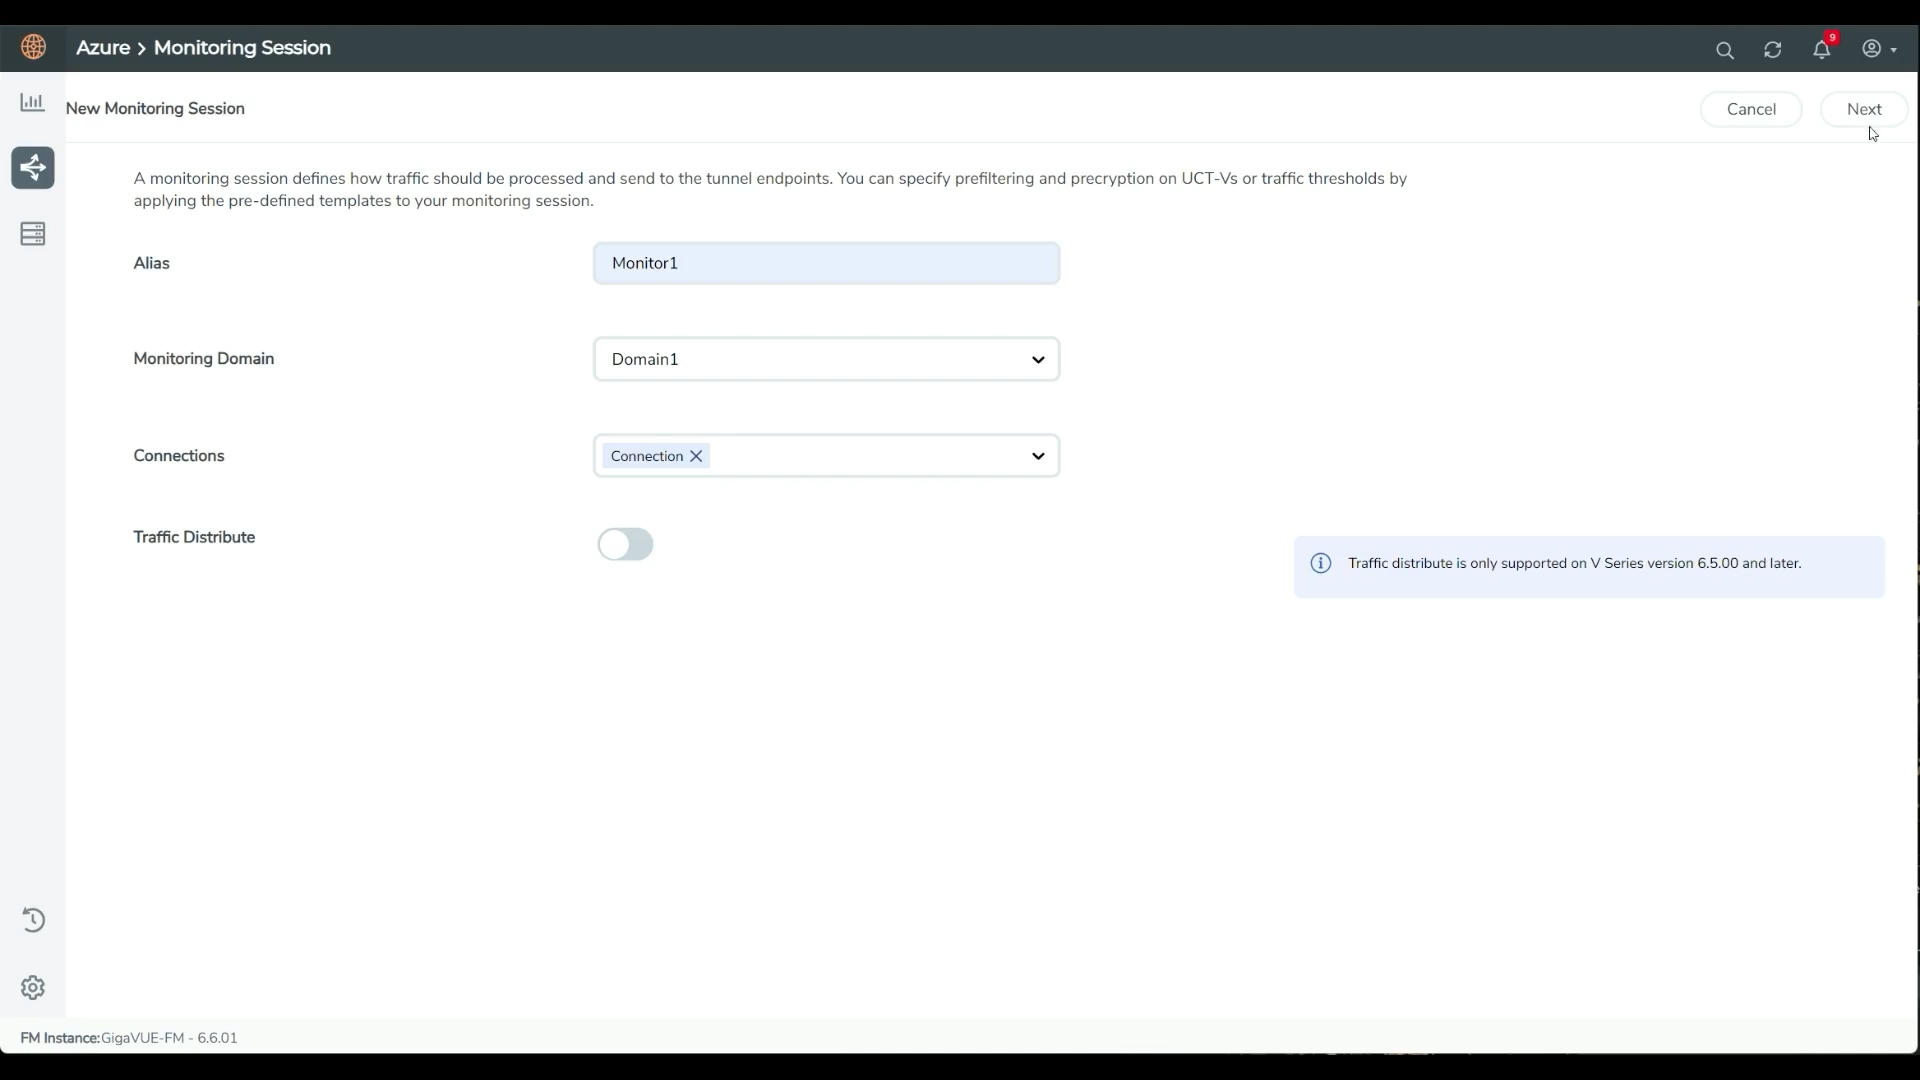 Azure > Monitoring Session
9
New Monitoring Session
Cancel
Next
A monitoring session defines how traffic should be processed and send to the tunnel endpoints. You can specify prefiltering and precryption on UCT-Vs or traffic thresholds by
applying the pre-defined templates to your monitoring session.
Alias
Monitor1
Monitoring Domain
Domain1
Connections
Connection
Traffic Distribute
Traffic distribute is only supported on V Series version 6.5.00 and later.
FM Instance:GigaVUE-FM - 6.6.01